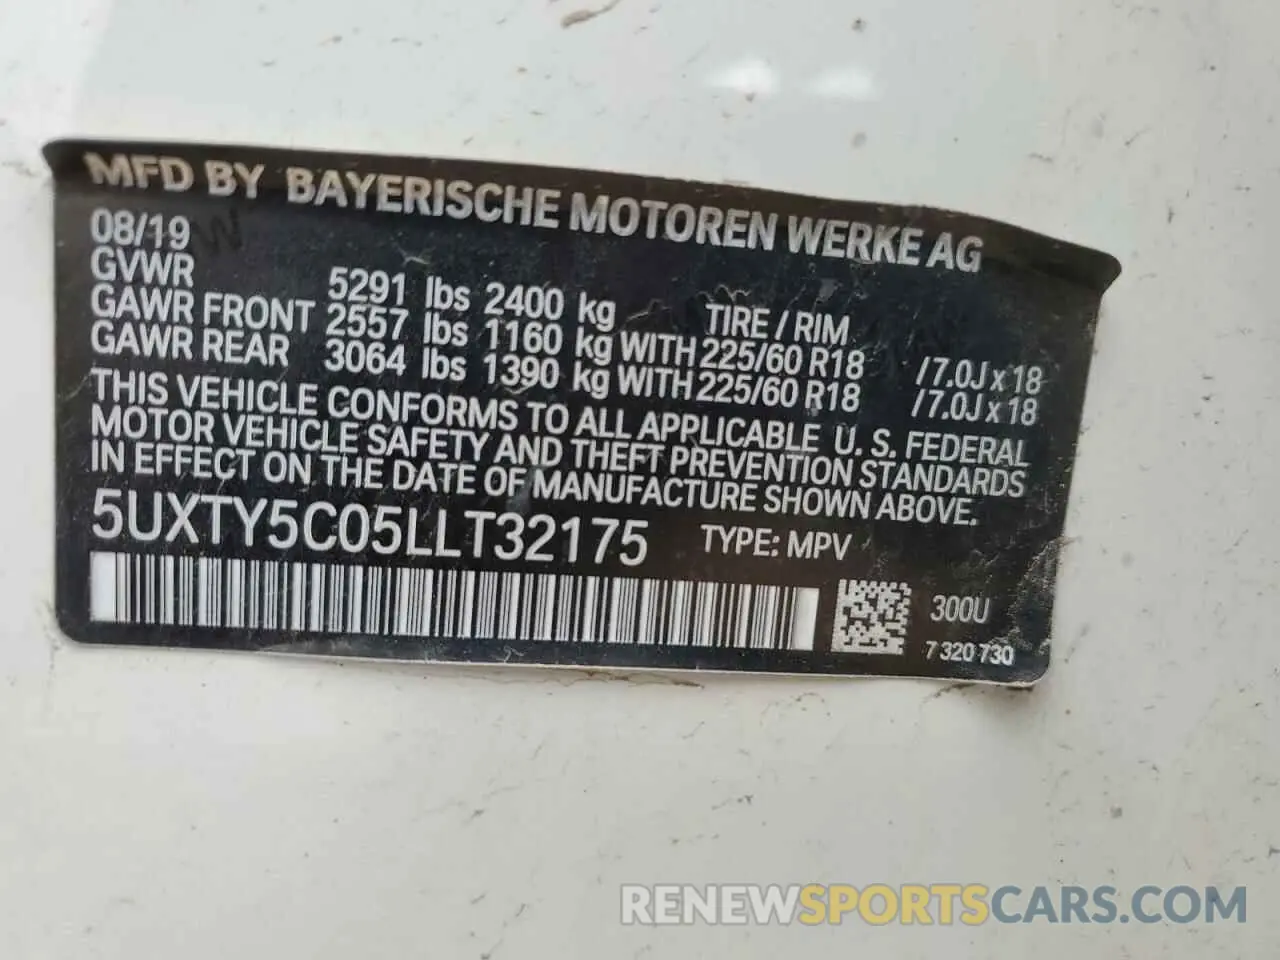 MFD BY BAYERISCHE MOTOREN WERKE AG
08/19
GVWR 5291 lbs 2400 kg TIRE / RIM
GAWR FRONT 2557 lbs 1160 kg WITH 225/60 R18 / 7.0J x 18
GAWR REAR 3064 lbs 1390 kg WITH 225/60 R18 / 7.0J x 18
THIS VEHICLE CONFORMS TO ALL APPLICABLE U. S. FEDERAL
MOTOR VEHICLE SAFETY AND THEFT PREVENTION STANDARDS
IN EFFECT ON THE DATE OF MANUFACTURE SHOWN ABOVE.
5UXTY5C05LLT32175 TYPE: MPV
300U
7 320 730
RENEWSPORTSCARS.COM